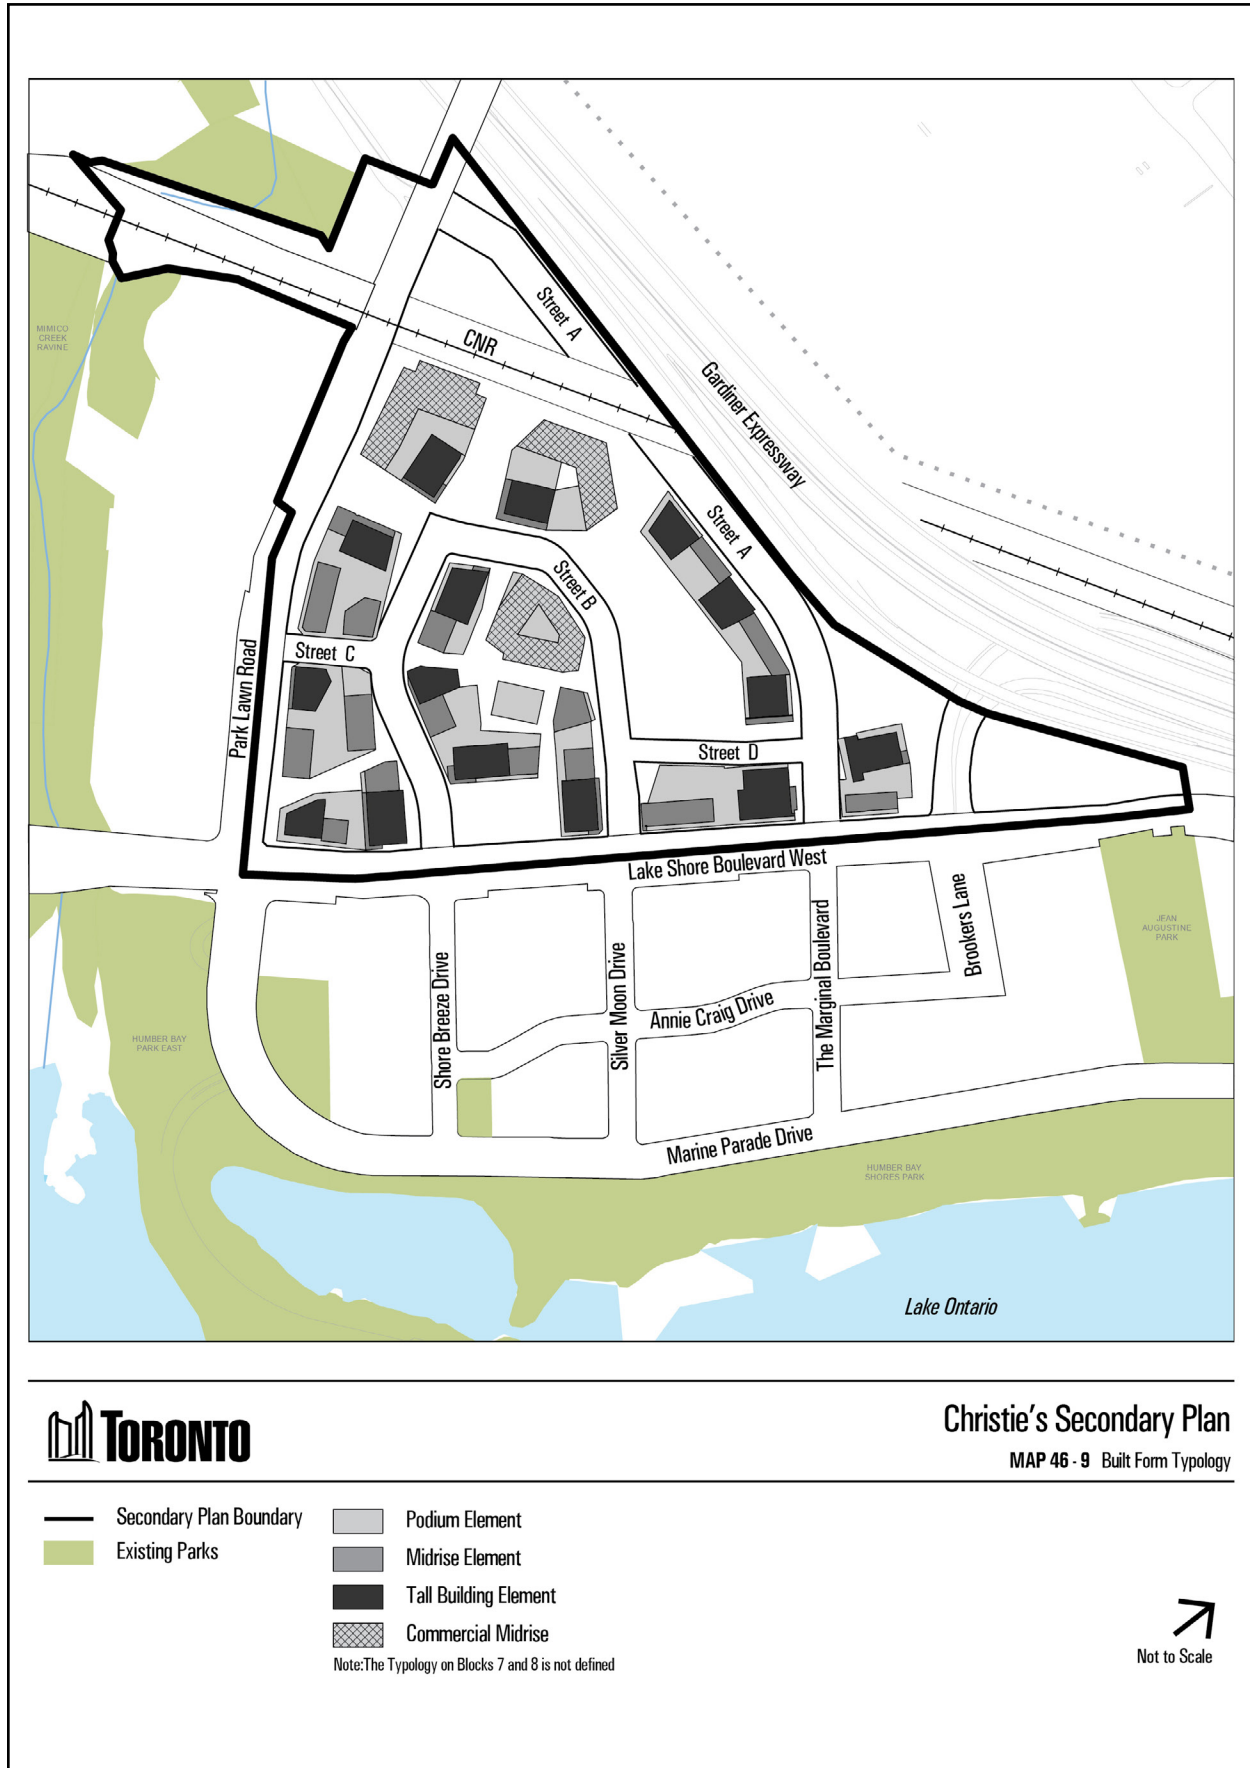 MIMICO
CREEK
RAVINE
Street A
CNR
Gardiner Expressway
Street A
Street B
Street C
Park Lawn Road
Street D
Lake Shore Boulevard West
Shore Breeze Drive
Silver Moon Drive
Annie Craig Drive
The Marginal Boulevard
Brookers Lane
JEAN
AUGUSTINE
PARK
HUMBER BAY
PARK EAST
Marine Parade Drive
HUMBER BAY
SHORES PARK
Lake Ontario
TORONTO
Christie's Secondary Plan
MAP 46 - 9 Built Form Typology
Secondary Plan Boundary
Existing Parks
Podium Element
Midrise Element
Tall Building Element
Commercial Midrise
Note:The Typology on Blocks 7 and 8 is not defined
Not to Scale